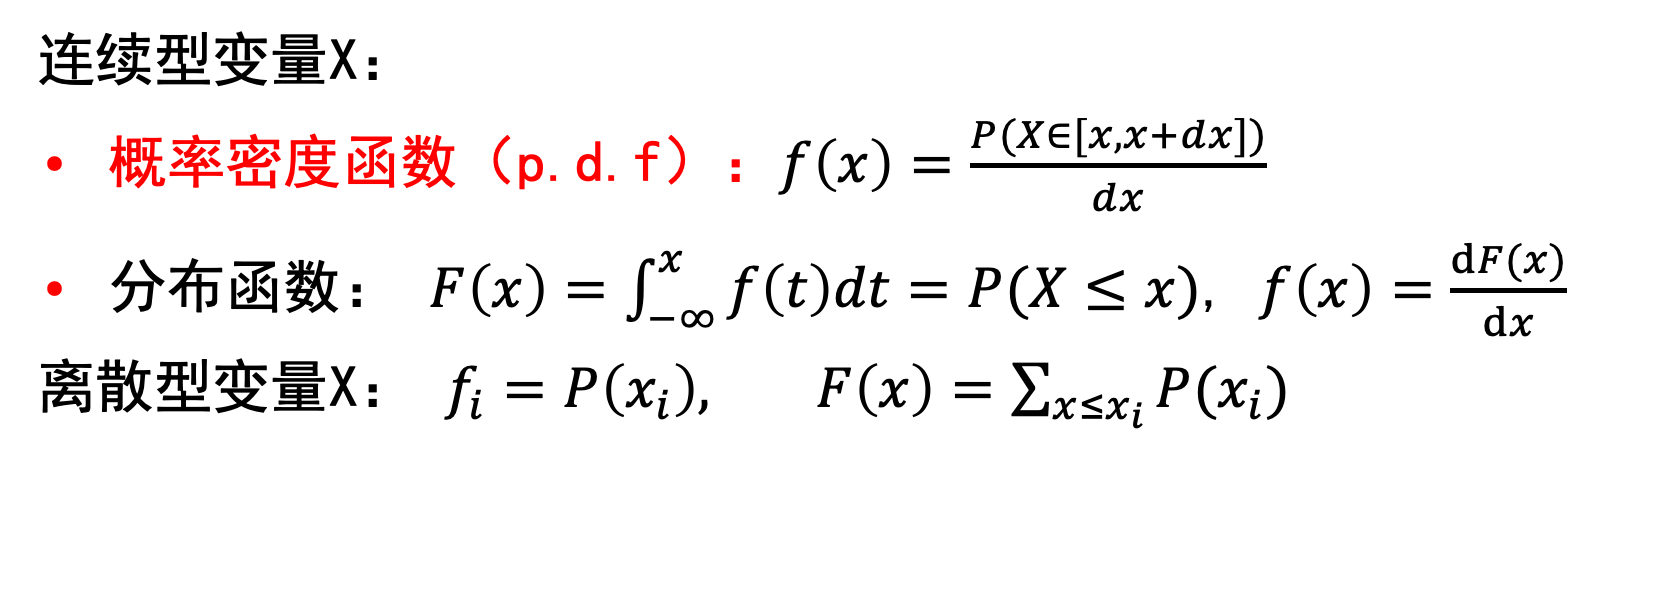 连续型变量X：
• 概率密度函数（p.d.f）: f(x) = P(X∈[x,x+dx]) / dx
• 分布函数： F(x) = ∫_{-∞}^{x} f(t)dt = P(X ≤ x), f(x) = dF(x) / dx
离散型变量X： f_i = P(x_i), F(x) = ∑_{x≤x_i} P(x_i)